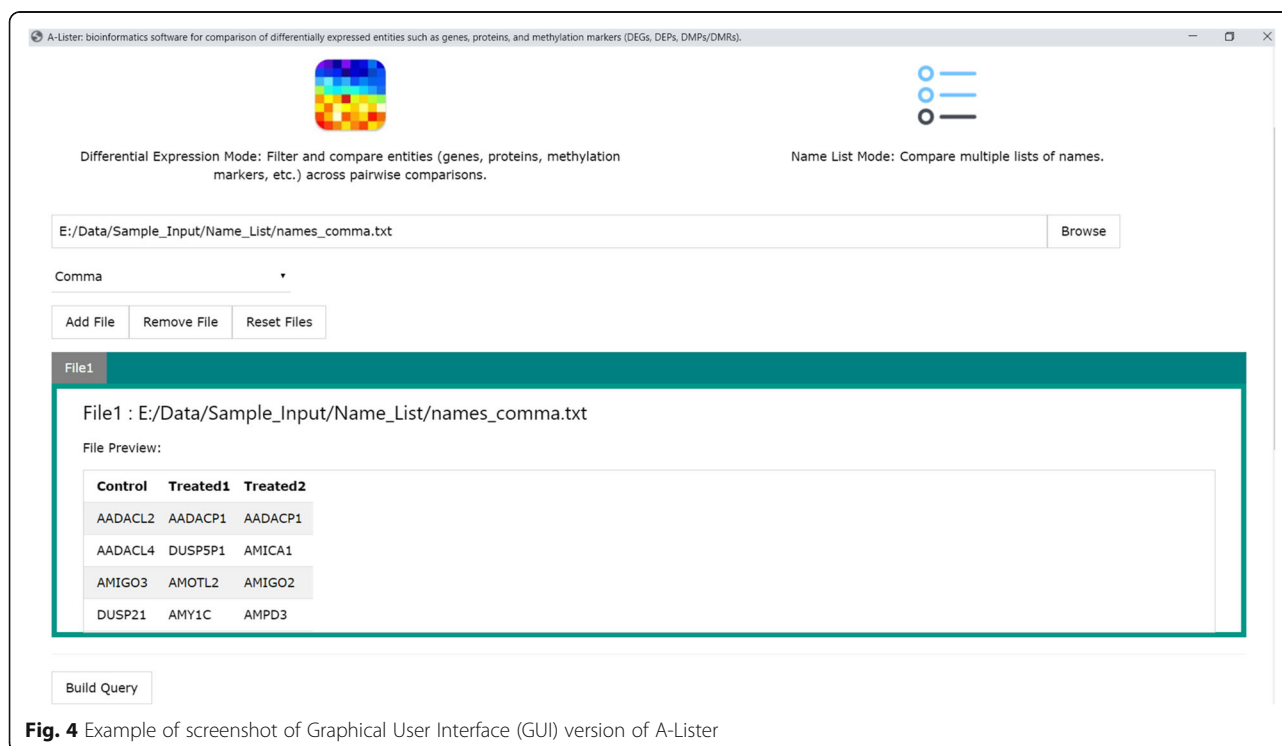 A-Lister: bioinformatics software for comparison of differentially expressed entities such as genes, proteins, and methylation markers (DEGs, DEPs, DMPs/DMRs).
Differential Expression Mode: Filter and compare entities (genes, proteins, methylation
markers, etc.) across pairwise comparisons.
Name List Mode: Compare multiple lists of names.
E:/Data/Sample_Input/Name_List/names_comma.txt Browse
Comma
Add File Remove File Reset Files
File1
File1 : E:/Data/Sample_Input/Name_List/names_comma.txt
File Preview:
Control Treated1 Treated2
AADACL2 AADACP1 AADACP1
AADACL4 DUSP5P1 AMICA1
AMIGO3 AMOTL2 AMIGO2
DUSP21 AMY1C AMPD3
Build Query
Fig. 4 Example of screenshot of Graphical User Interface (GUI) version of A-Lister